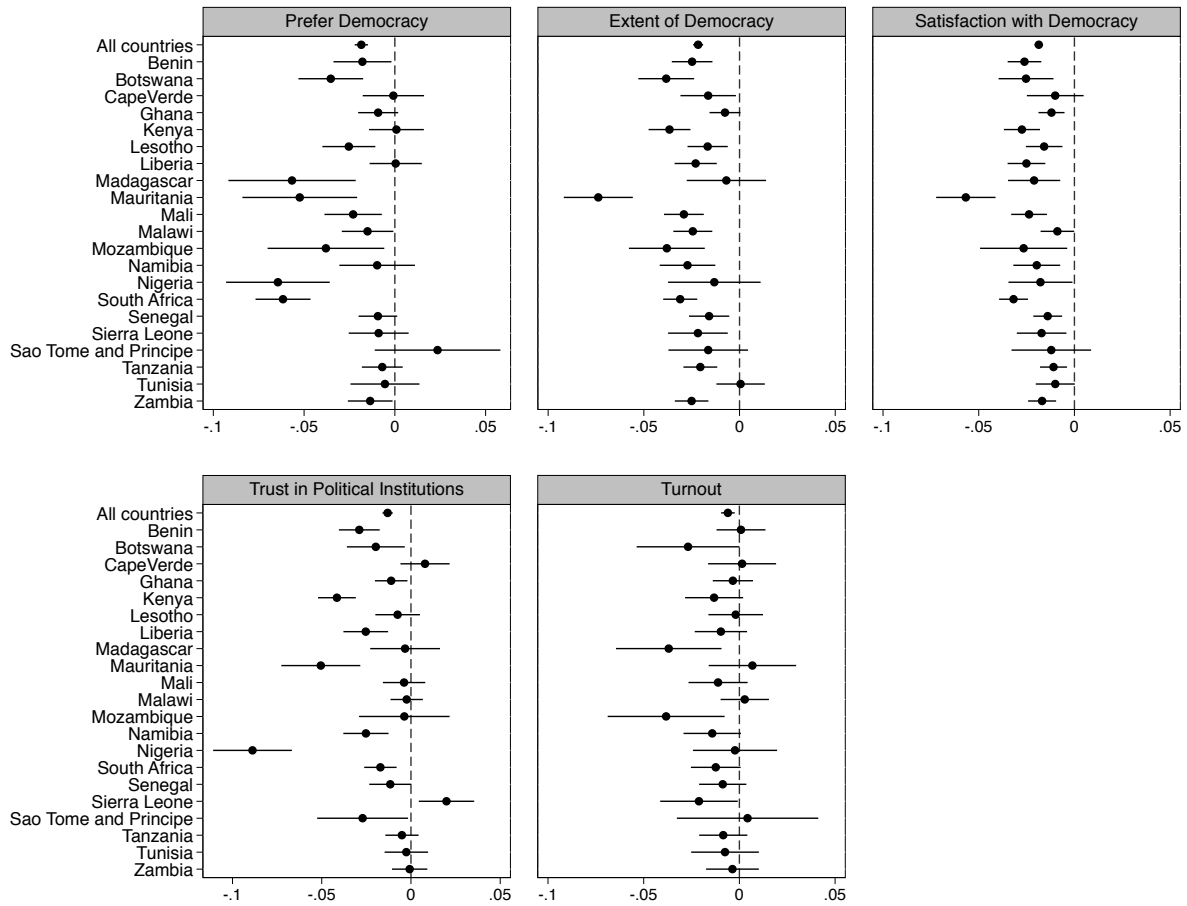 Prefer Democracy
Extent of Democracy
Satisfaction with Democracy
All countries
Benin
Botswana
CapeVerde
Ghana
Kenya
Lesotho
Liberia
Madagascar
Mauritania
Mali
Malawi
Mozambique
Namibia
Nigeria
South Africa
Senegal
Sierra Leone
Sao Tome and Principe
Tanzania
Tunisia
Zambia
-.1 -.05 0 .05
-.1 -.05 0 .05
-.1 -.05 0 .05
Trust in Political Institutions
Turnout
All countries
Benin
Botswana
CapeVerde
Ghana
Kenya
Lesotho
Liberia
Madagascar
Mauritania
Mali
Malawi
Mozambique
Namibia
Nigeria
South Africa
Senegal
Sierra Leone
Sao Tome and Principe
Tanzania
Tunisia
Zambia
-.1 -.05 0 .05
-.1 -.05 0 .05